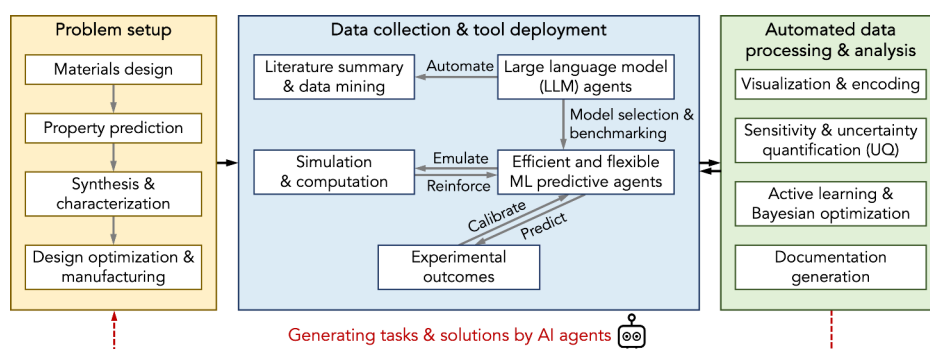 Problem setup
Materials design
Property prediction
Synthesis &
characterization
Design optimization &
manufacturing
Data collection & tool deployment
Literature summary
& data mining
Automate
Large language model
(LLM) agents
Model selection &
benchmarking
Simulation
& computation
Emulate
Reinforce
Efficient and flexible
ML predictive agents
Calibrate
Predict
Experimental
outcomes
Automated data
processing & analysis
Visualization & encoding
Sensitivity & uncertainty
quantification (UQ)
Active learning &
Bayesian optimization
Documentation
generation
Generating tasks & solutions by AI agents